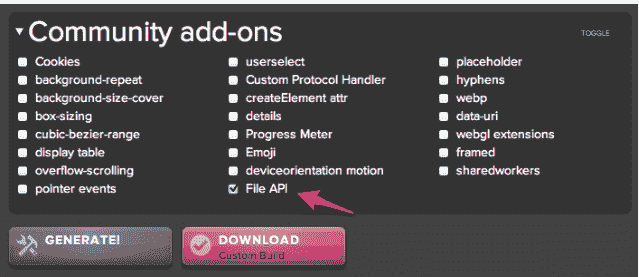 Community add-ons
TOGGLE
Cookies
background-repeat
background-size-cover
box-sizing
cubic-bezier-range
display table
overflow-scrolling
pointer events
userselect
Custom Protocol Handler
createElement attr
details
Progress Meter
Emoji
deviceorientation motion
File API
placeholder
hyphens
webp
data-uri
webgl extensions
framed
sharedworkers
GENERATE!
DOWNLOAD
Custom Build